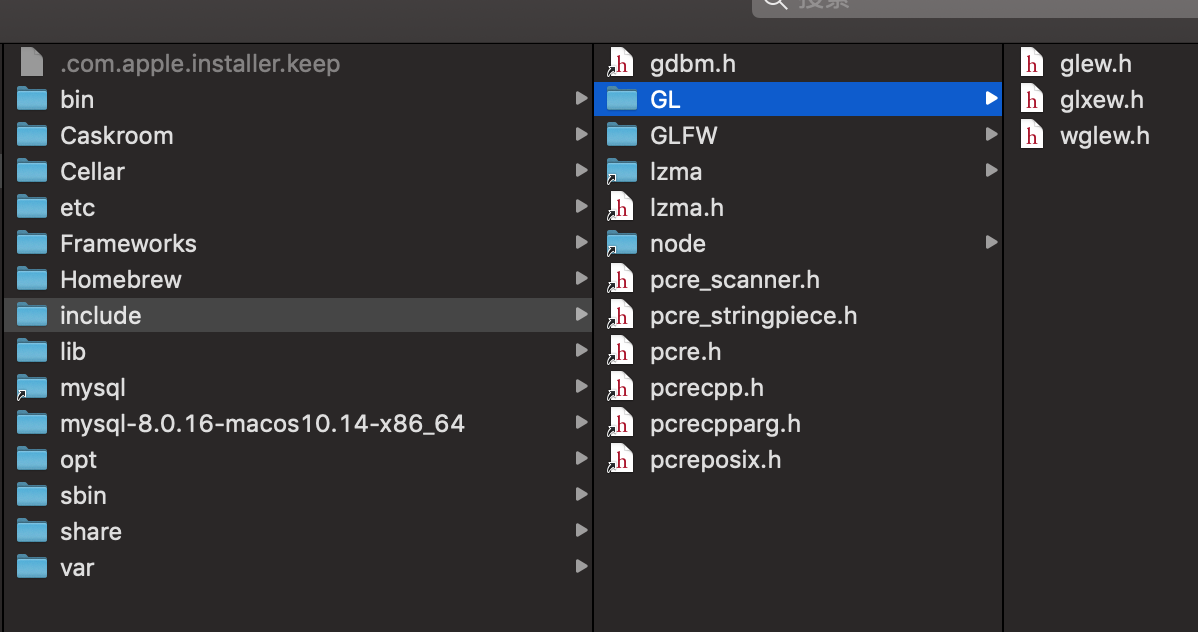 搜索
.com.apple.installer.keep
bin
Caskroom
Cellar
etc
Frameworks
Homebrew
include
lib
mysql
mysql-8.0.16-macos10.14-x86_64
opt
sbin
share
var
gdbm.h
GL
GLFW
lzma
lzma.h
node
pcre_scanner.h
pcre_stringpiece.h
pcre.h
pcrecpp.h
pcrecpparg.h
pcreposix.h
glew.h
glxew.h
wglew.h